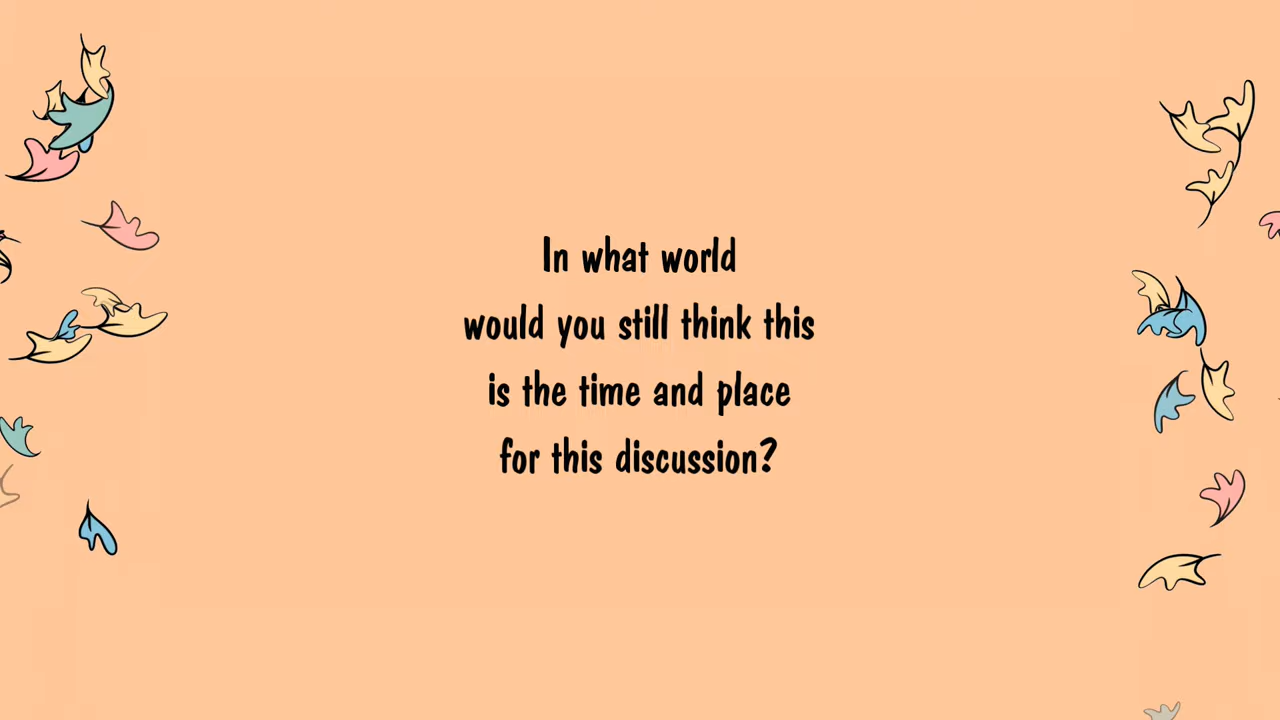 In what world
would you still think this
is the time and place
for this discussion?